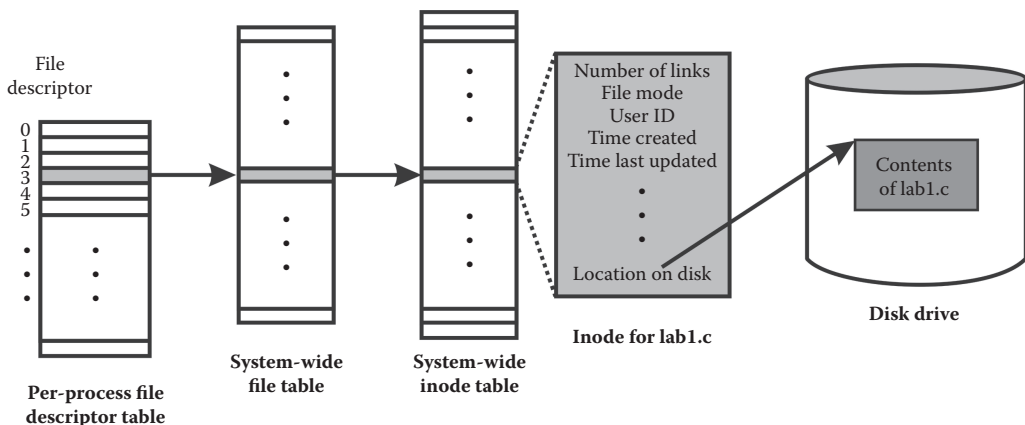 File
descriptor
0
1
2
3
4
5
Per-process file
descriptor table
System-wide
file table
System-wide
inode table
Number of links
File mode
User ID
Time created
Time last updated
Location on disk
Inode for lab1.c
Contents
of lab1.c
Disk drive